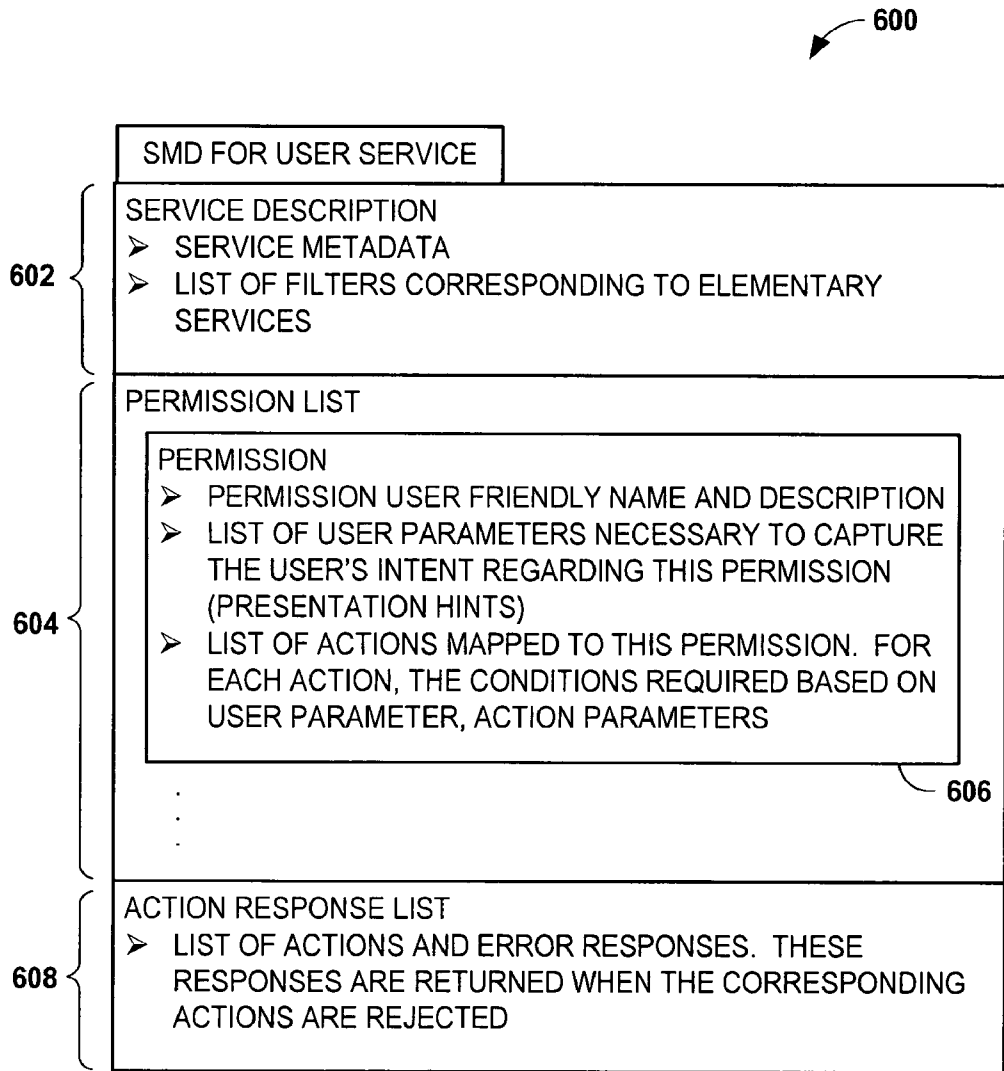 600
SMD FOR USER SERVICE
602
SERVICE DESCRIPTION
➢ SERVICE METADATA
➢ LIST OF FILTERS CORRESPONDING TO ELEMENTARY
SERVICES
604
PERMISSION LIST
PERMISSION
➢ PERMISSION USER FRIENDLY NAME AND DESCRIPTION
➢ LIST OF USER PARAMETERS NECESSARY TO CAPTURE
THE USER'S INTENT REGARDING THIS PERMISSION
(PRESENTATION HINTS)
➢ LIST OF ACTIONS MAPPED TO THIS PERMISSION. FOR
EACH ACTION, THE CONDITIONS REQUIRED BASED ON
USER PARAMETER, ACTION PARAMETERS
606
.
.
.
608
ACTION RESPONSE LIST
➢ LIST OF ACTIONS AND ERROR RESPONSES. THESE
RESPONSES ARE RETURNED WHEN THE CORRESPONDING
ACTIONS ARE REJECTED